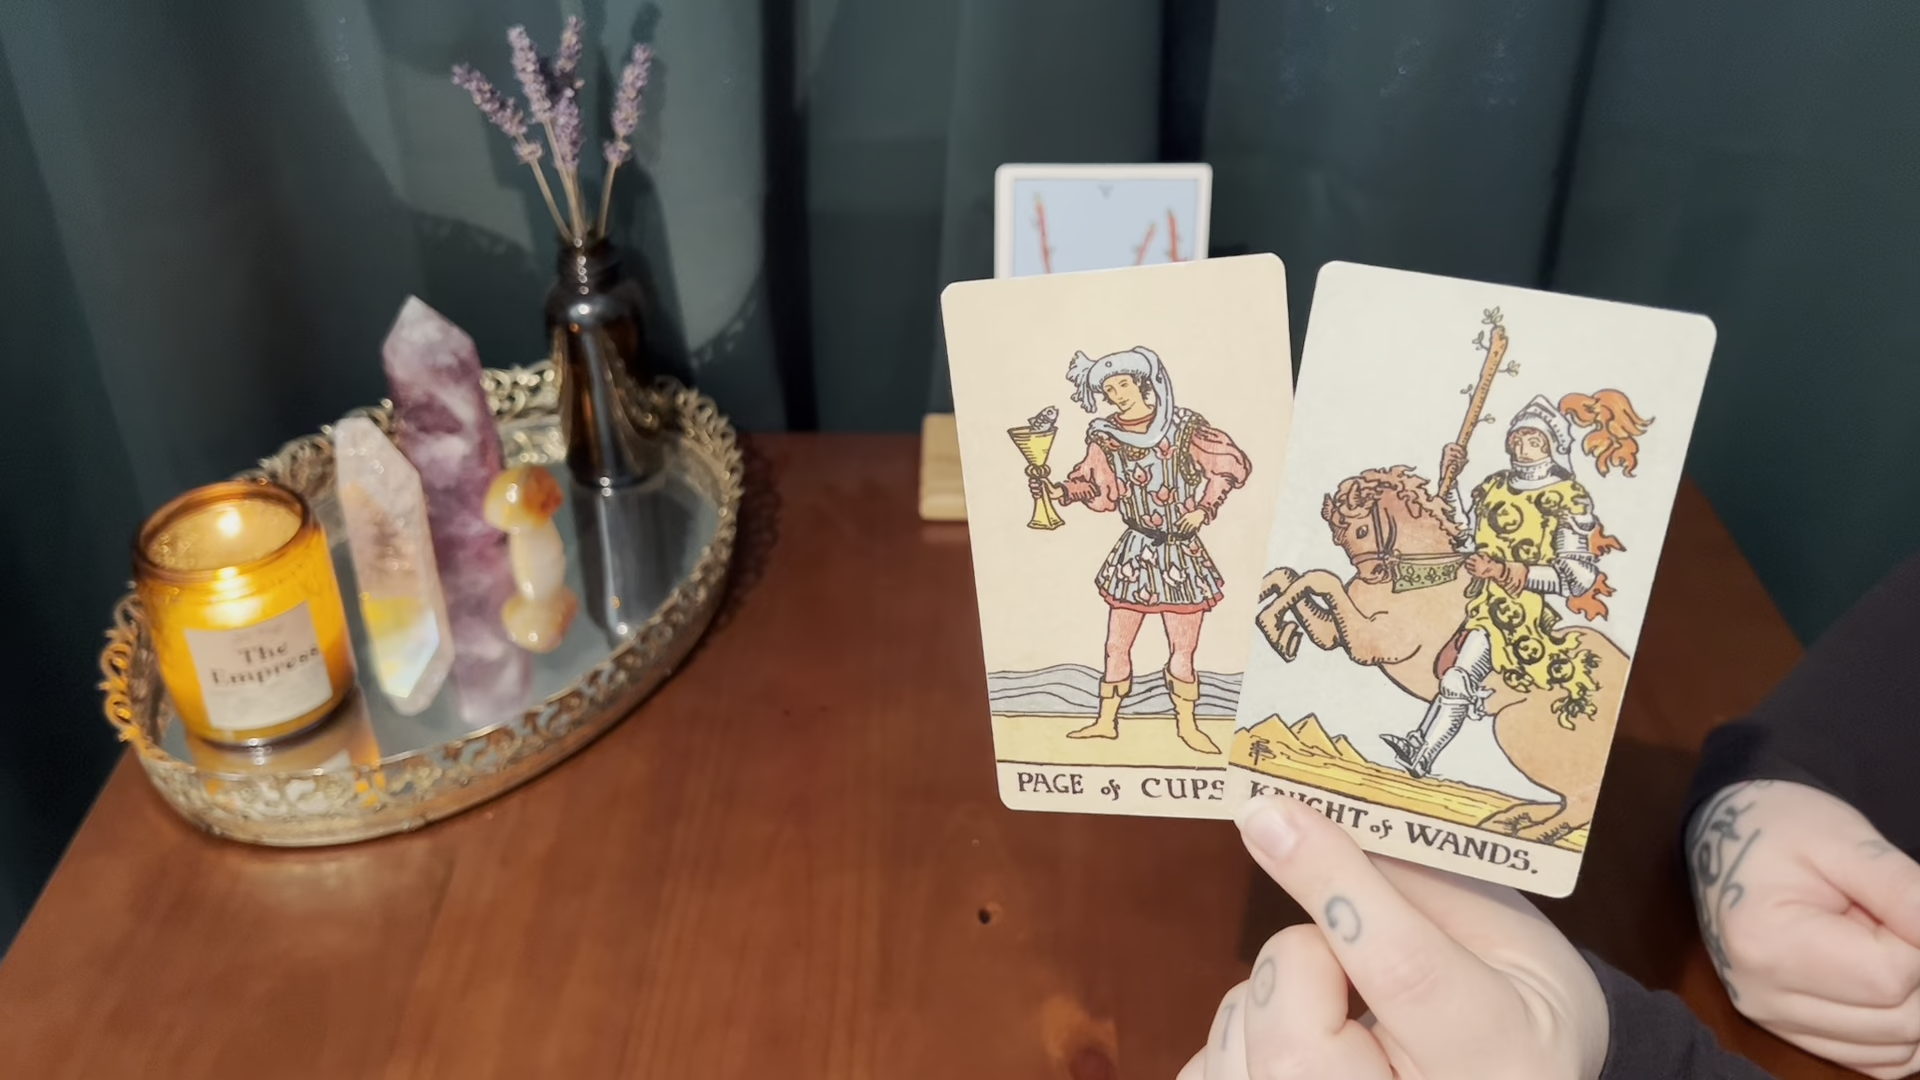 The
Empress
PAGE of CUPS
KNIGHT of WANDS.